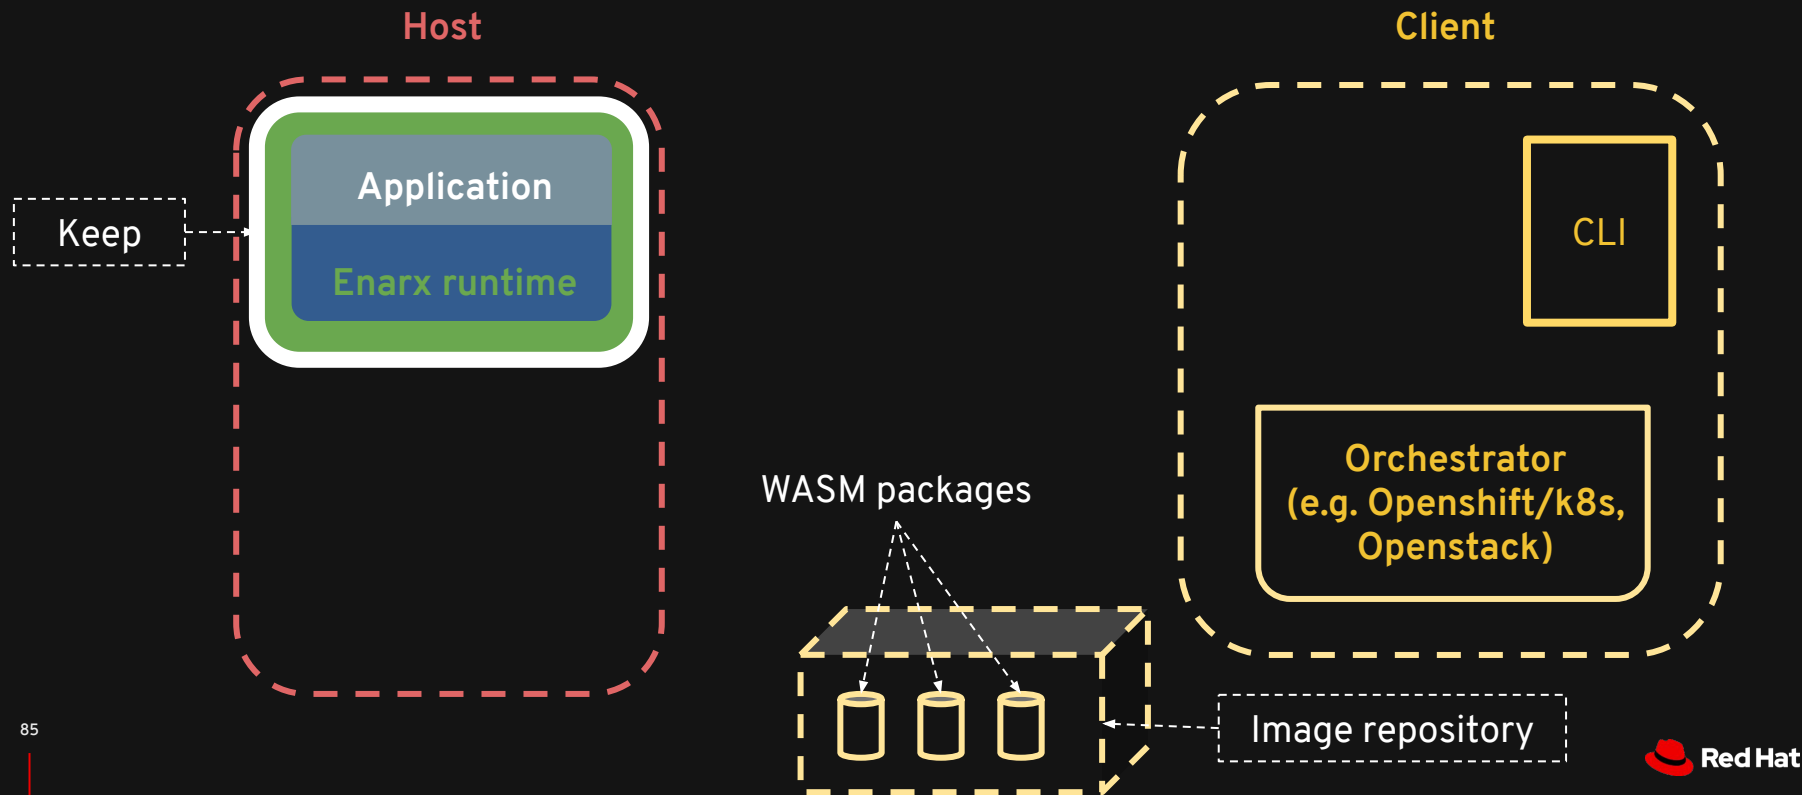 Host
Client
Application
Keep
Enarx runtime
CLI
Orchestrator
(e.g. Openshift/k8s,
Openstack)
WASM packages
Image repository
85
Red Hat